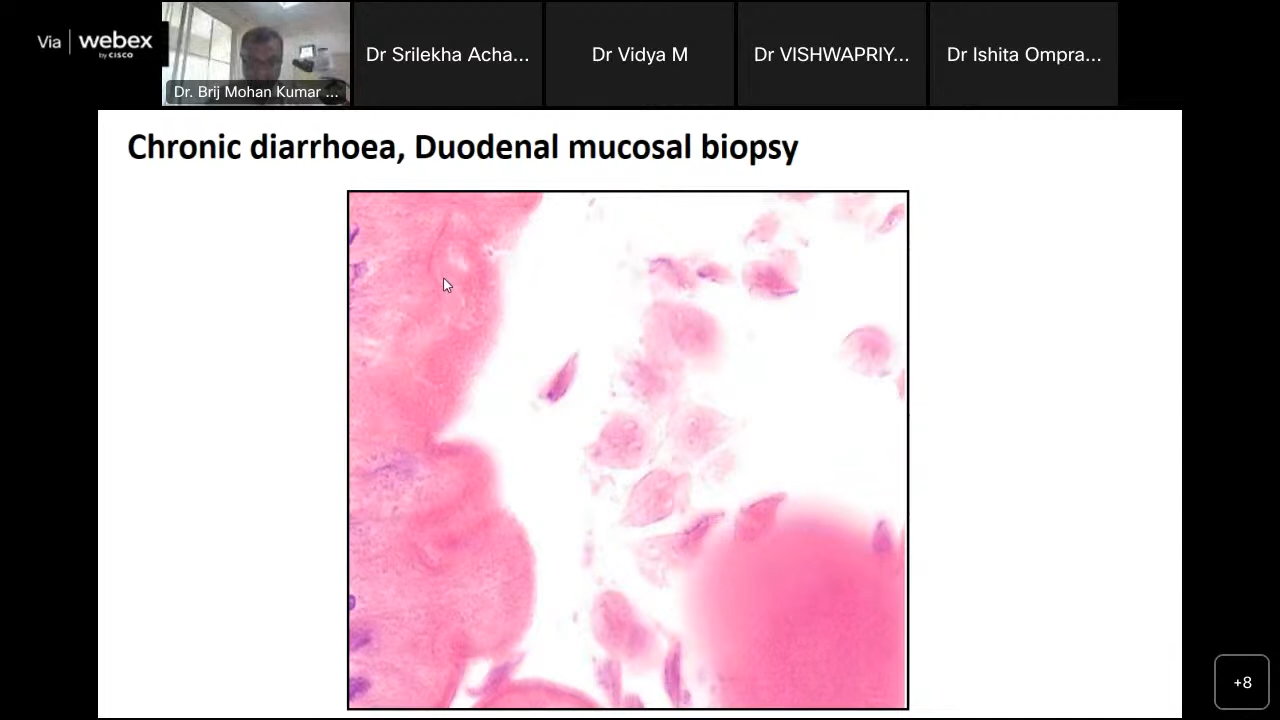 Via webex
by CISCO
Dr. Brij Mohan Kumar ...
Dr Srilekha Acha...
Dr Vidya M
Dr VISHWAPRIY...
Dr Ishita Ompra...
Chronic diarrhoea, Duodenal mucosal biopsy
+8